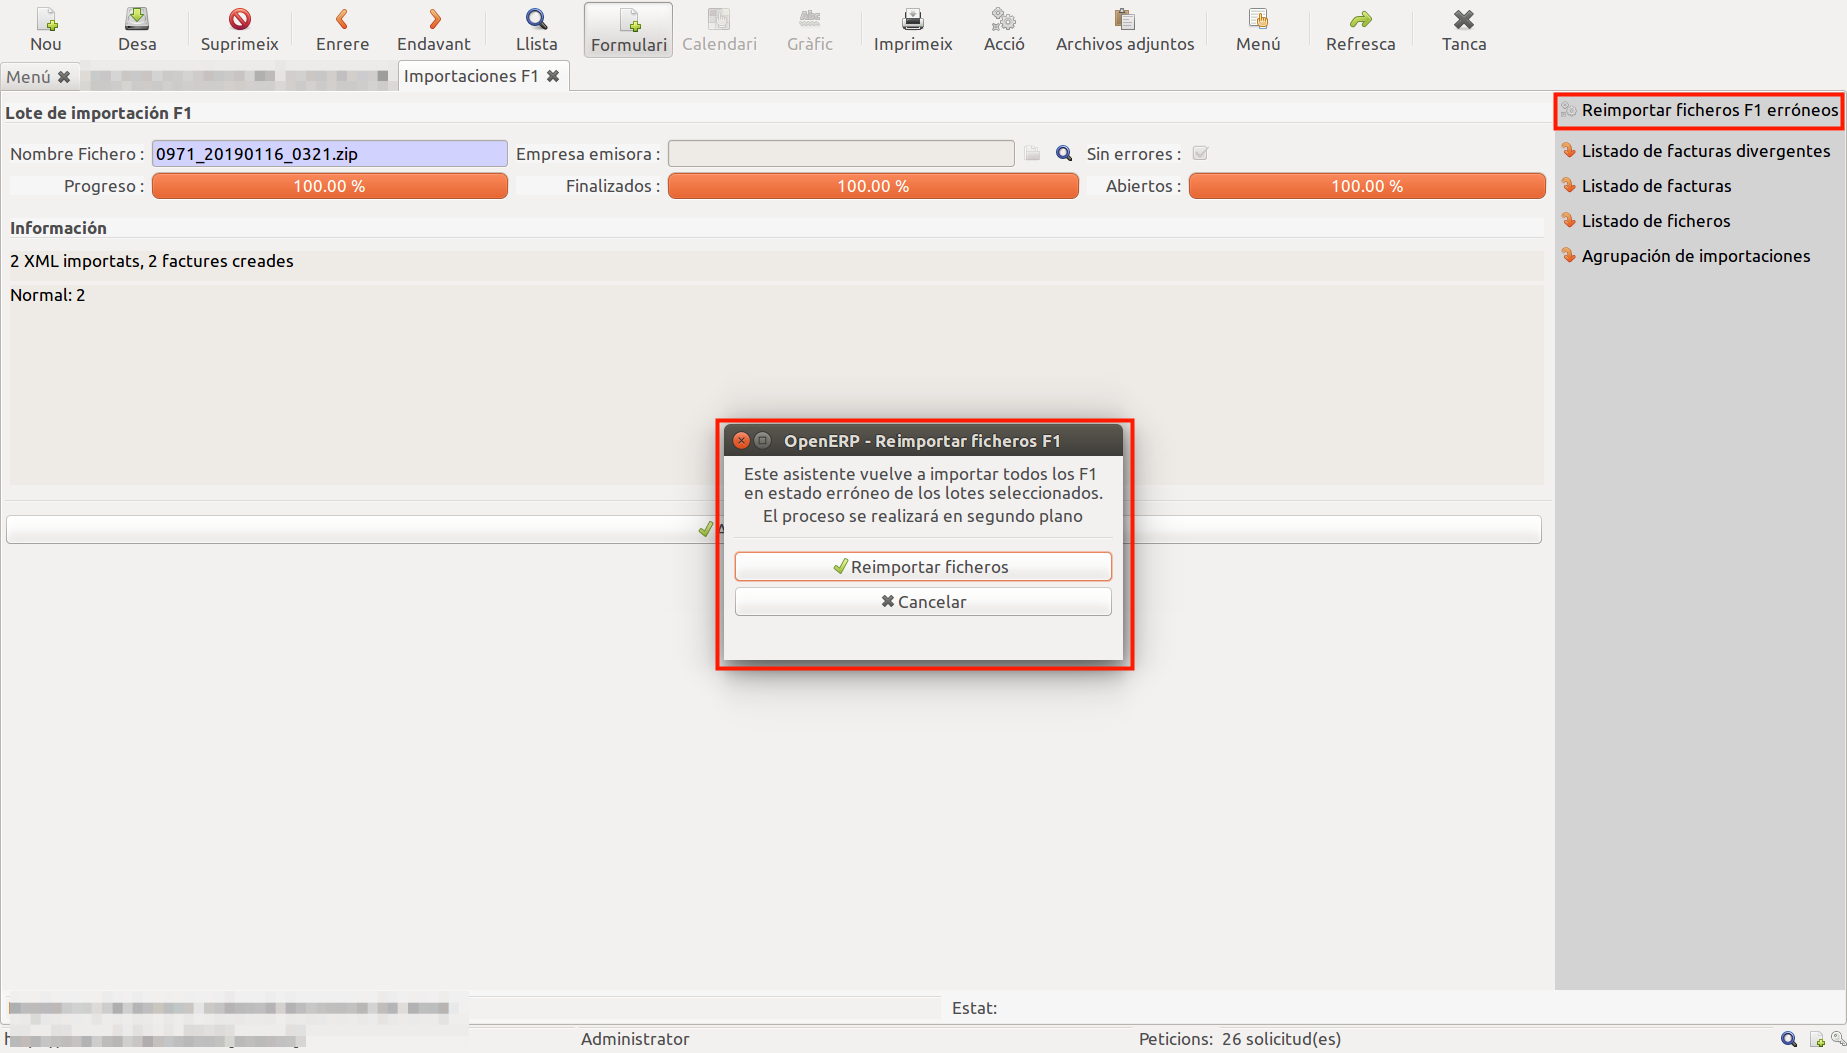 Nou Desa Suprimeix Enrere Endavant Llista Formulari Calendari Gràfic Imprimeix Acció Archivos adjuntos Menú Refresca Tanca
Menú Importaciones F1
Lote de importación F1
Nombre Fichero : 0971_20190116_0321.zip Empresa emisora : Sin errores :
Progreso : 100.00 % Finalizados : 100.00 % Abiertos : 100.00 %
Información
2 XML importats, 2 factures creades
Normal: 2
Reimportar ficheros F1 erróneos
Listado de facturas divergentes
Listado de facturas
Listado de ficheros
Agrupación de importaciones
OpenERP - Reimportar ficheros F1
Este asistente vuelve a importar todos los F1
en estado erróneo de los lotes seleccionados.
El proceso se realizará en segundo plano
Reimportar ficheros
Cancelar
Estat:
Administrator Peticions: 26 solicitud(es)